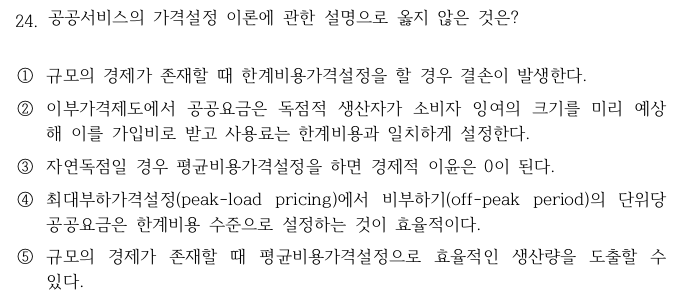 24. 공공서비스의 가격설정 이론에 관한 설명으로 옳지 않은 것은?
① 규모의 경제가 존재할 때 한계비용가격설정을 할 경우 결손이 발생한다.
② 이부가격제도에서 공공요금은 독점적 생산자가 소비자 잉여의 크기를 미리 예상
해 이를 가입비로 받고 사용료는 한계비용과 일치하게 설정한다.
③ 자연독점일 경우 평균비용가격설정을 하면 경제적 이윤은 0이 된다.
④ 최대부하가격설정(peak-load pricing)에서 비부하기(off-peak period)의 단위당
공공요금은 한계비용 수준으로 설정하는 것이 효율적이다.
⑤ 규모의 경제가 존재할 때 평균비용가격설정으로 효율적인 생산량을 도출할 수
있다.